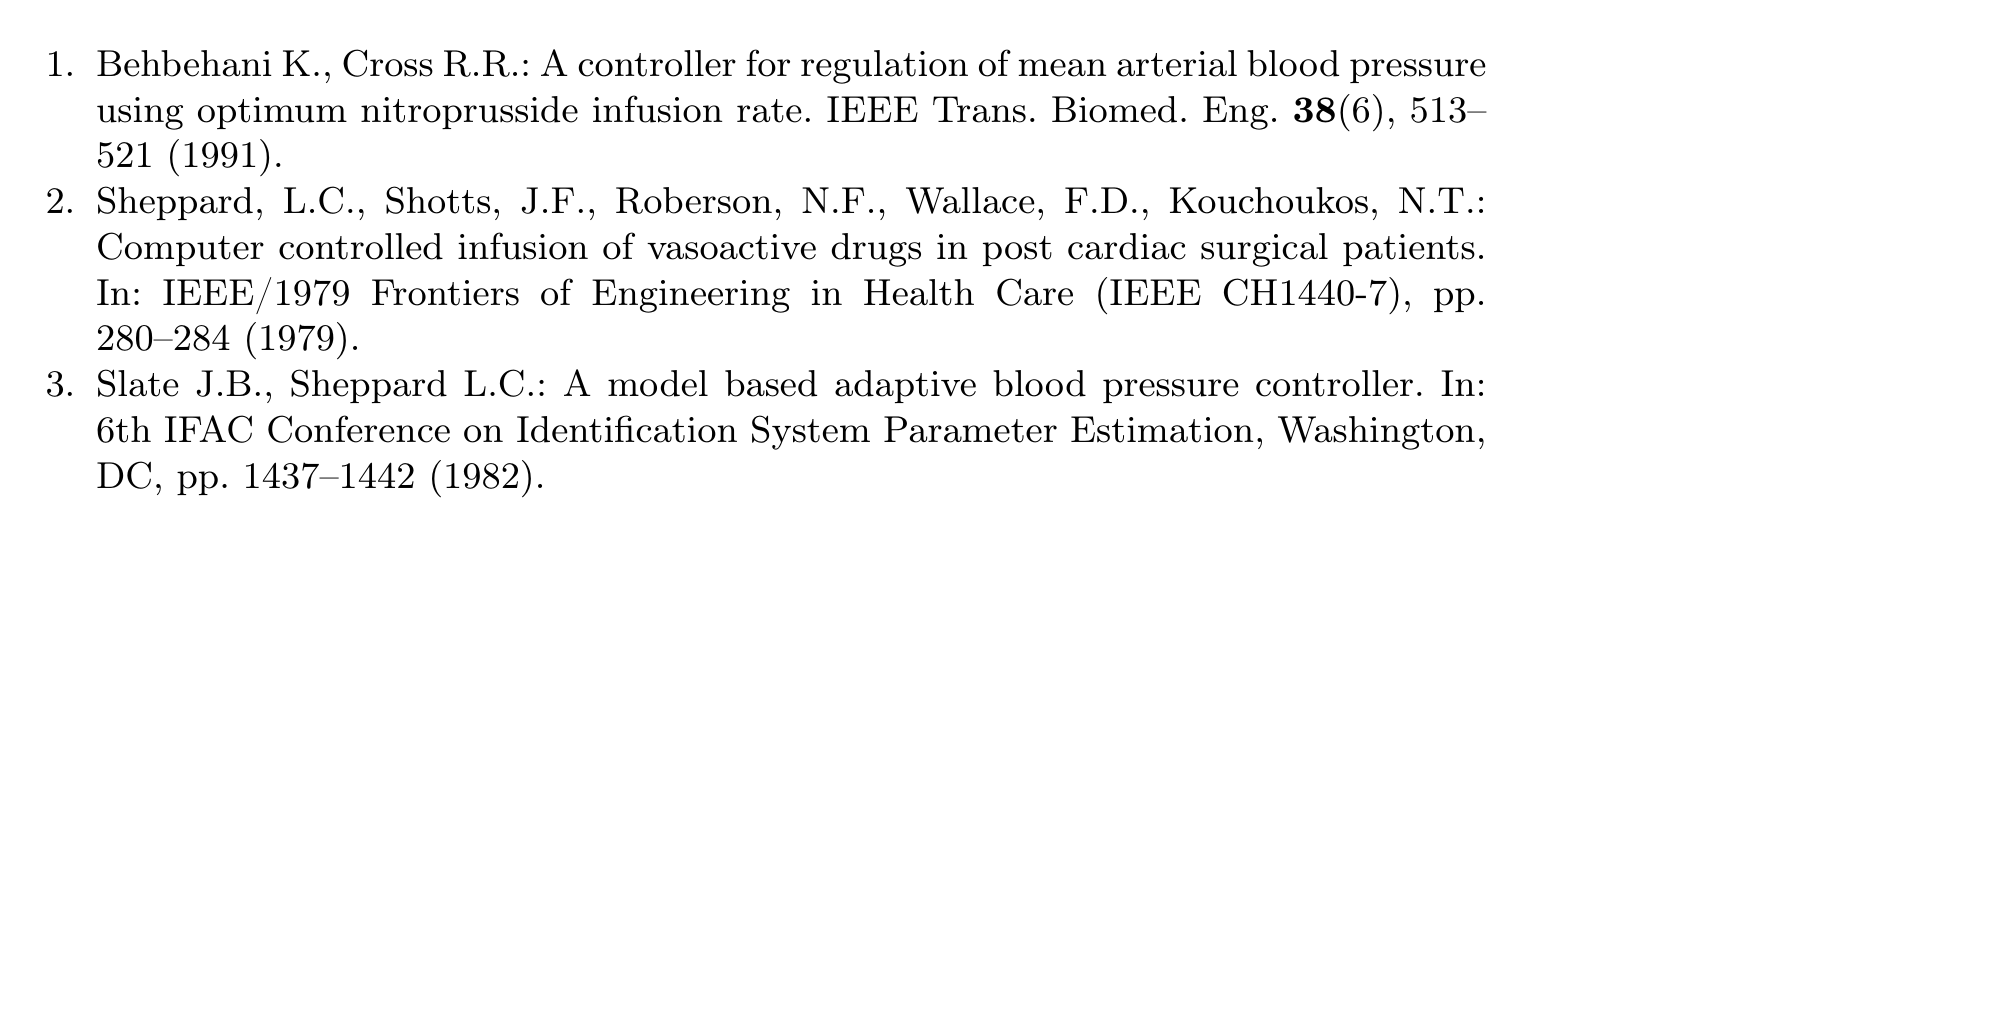 1. Behbehani K., Cross R.R.: A controller for regulation of mean arterial blood pressure
using optimum nitroprusside infusion rate. IEEE Trans. Biomed. Eng. 38(6), 513–
521 (1991).
2. Sheppard, L.C., Shotts, J.F., Roberson, N.F., Wallace, F.D., Kouchoukos, N.T.:
Computer controlled infusion of vasoactive drugs in post cardiac surgical patients.
In: IEEE/1979 Frontiers of Engineering in Health Care (IEEE CH1440-7), pp.
280–284 (1979).
3. Slate J.B., Sheppard L.C.: A model based adaptive blood pressure controller. In:
6th IFAC Conference on Identification System Parameter Estimation, Washington,
DC, pp. 1437–1442 (1982).